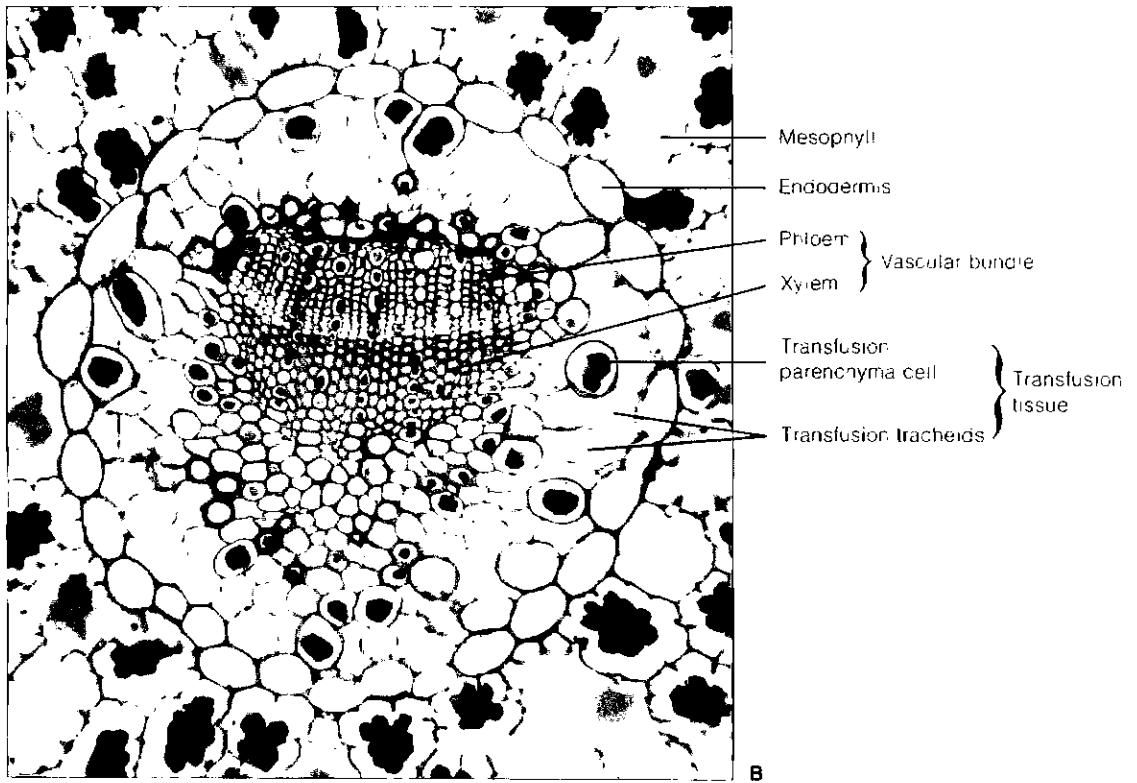 Mesophyll
Endodermis
Phloem
Xylem
Vascular bundle
Transfusion
parenchyma cell
Transfusion tracheids
Transfusion
tissue
B